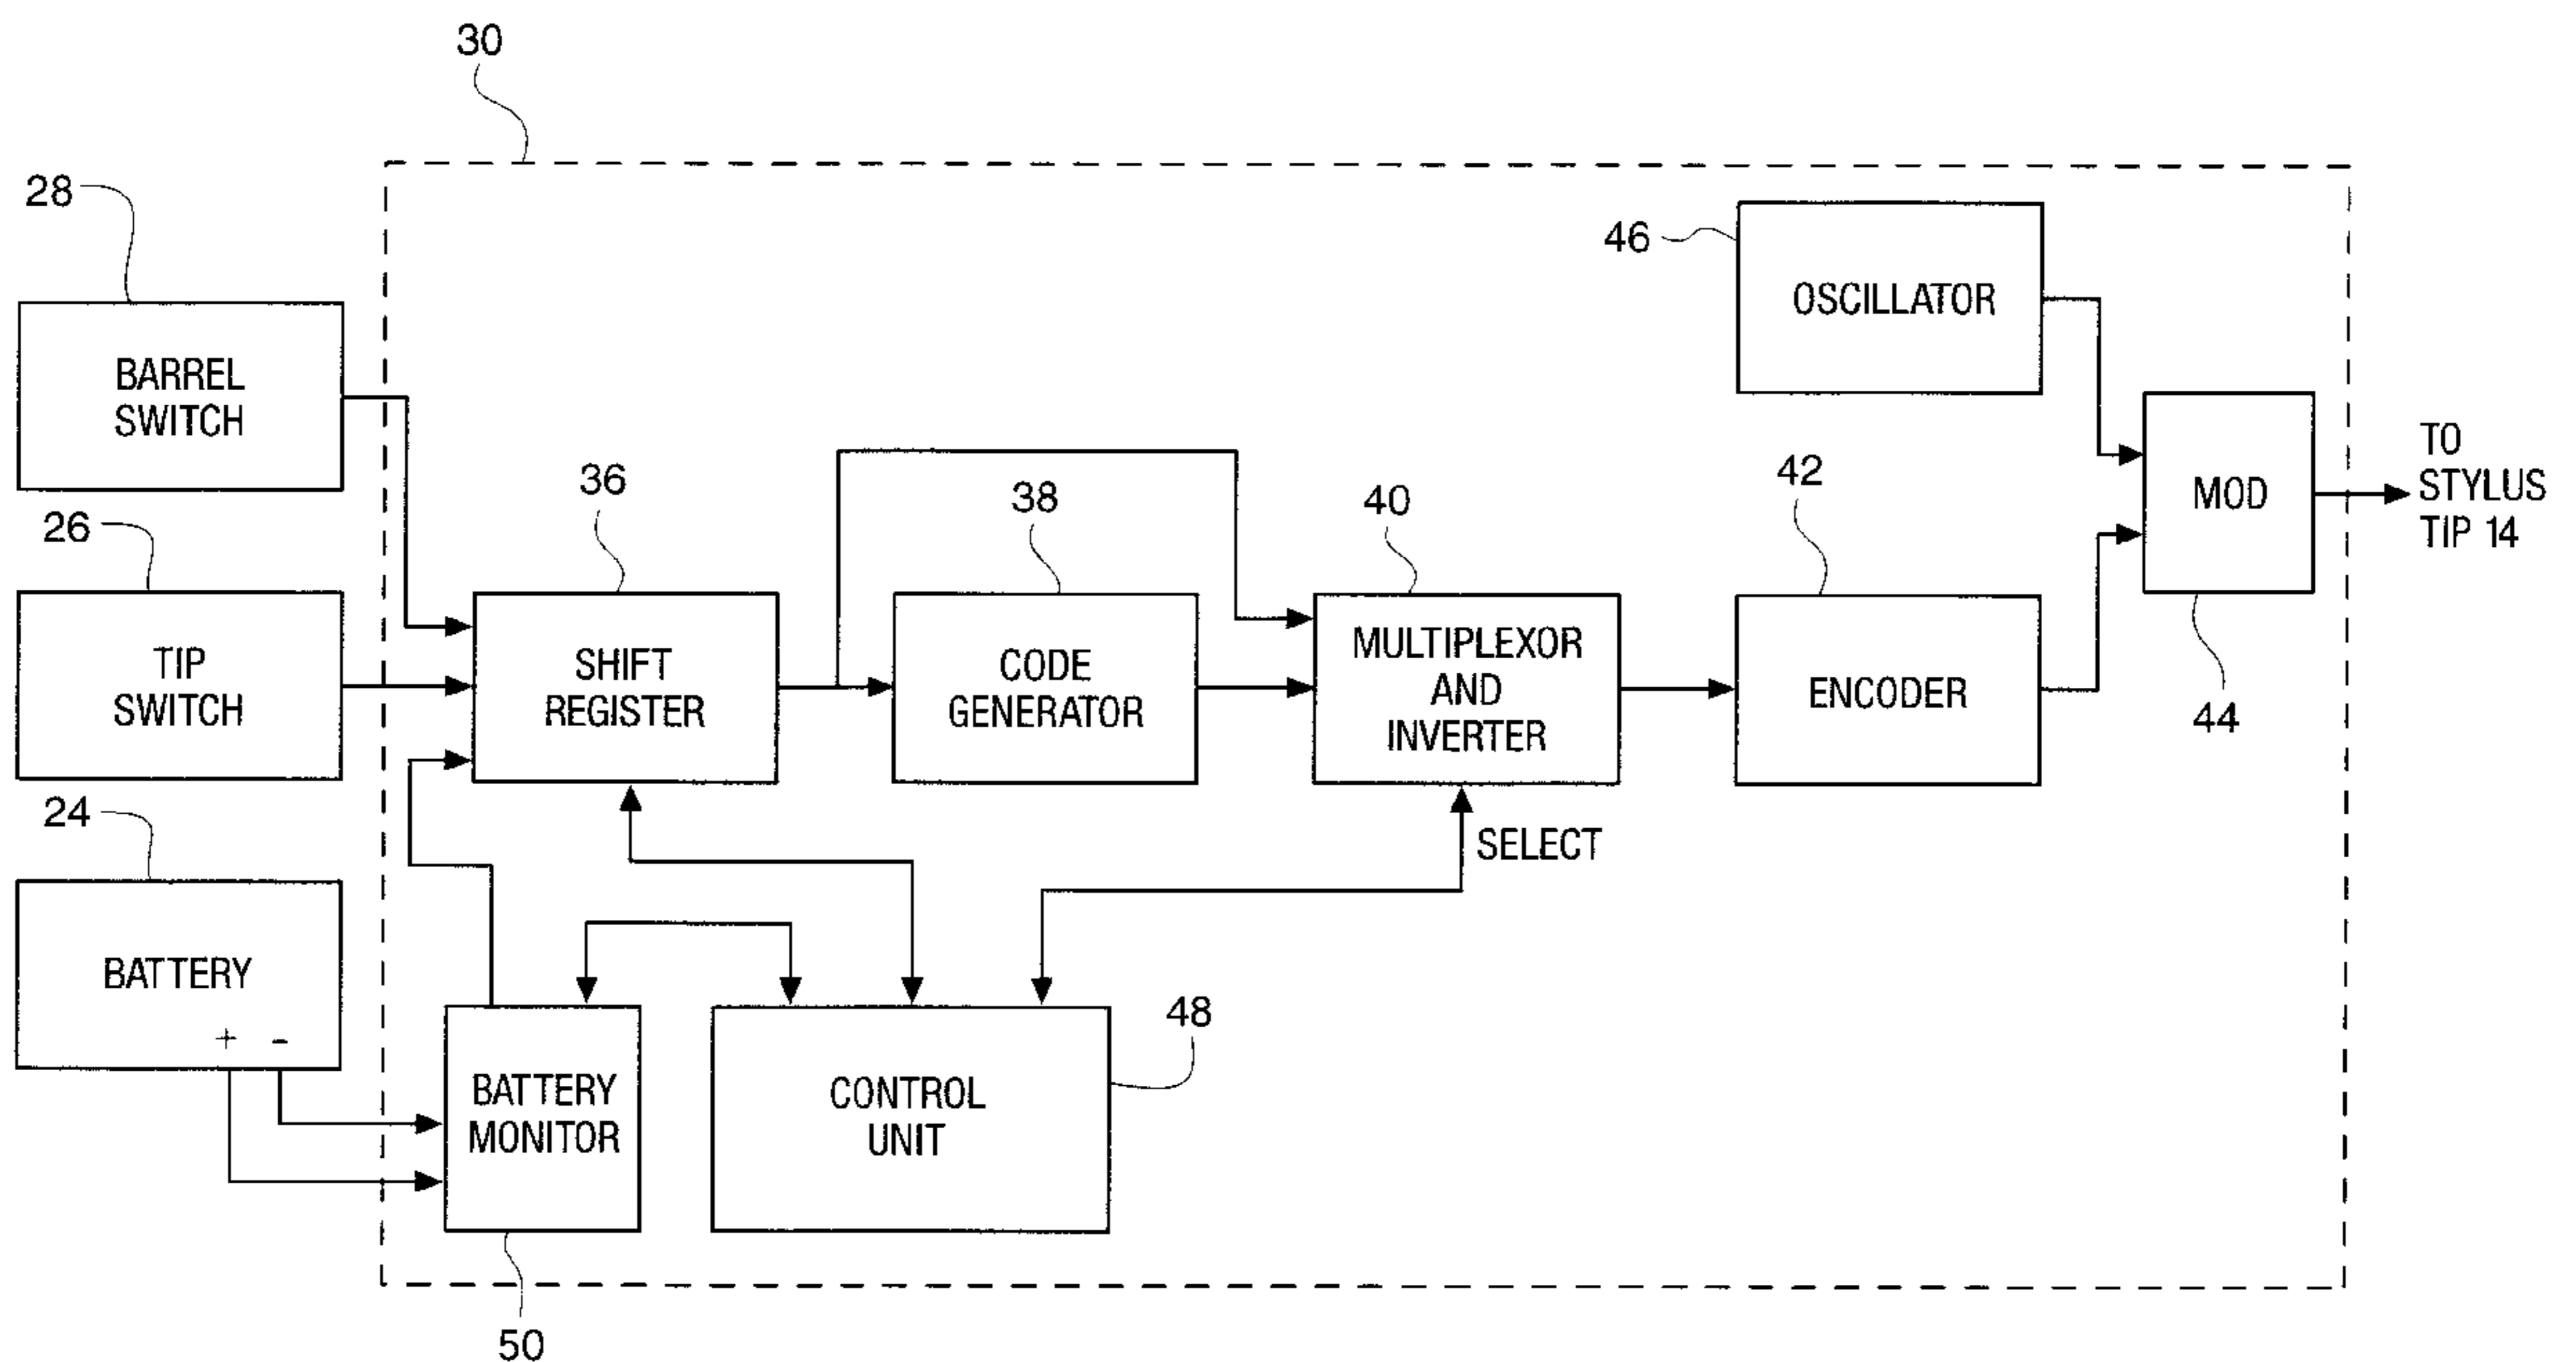 30
28
BARREL
SWITCH
26
TIP
SWITCH
24
BATTERY
+ -
36
SHIFT
REGISTER
38
CODE
GENERATOR
40
MULTIPLEXOR
AND
INVERTER
SELECT
42
ENCODER
46
OSCILLATOR
MOD
44
TO
STYLUS
TIP 14
BATTERY
MONITOR
50
CONTROL
UNIT
48